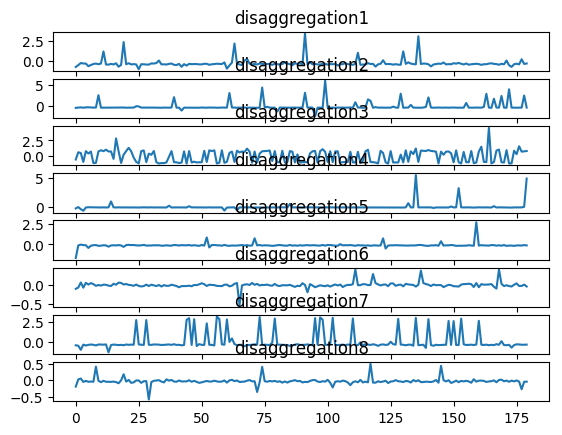 disaggregation1
2.5
0.0
disaggregation2
5
0
disaggregation3
2.5
0.0
disaggregation4
5
0
disaggregation5
2.5
0.0
disaggregation6
0.0
−0.5
disaggregation7
2.5
0.0
disaggregation8
0.5
0.0
−0.5
0 25 50 75 100 125 150 175